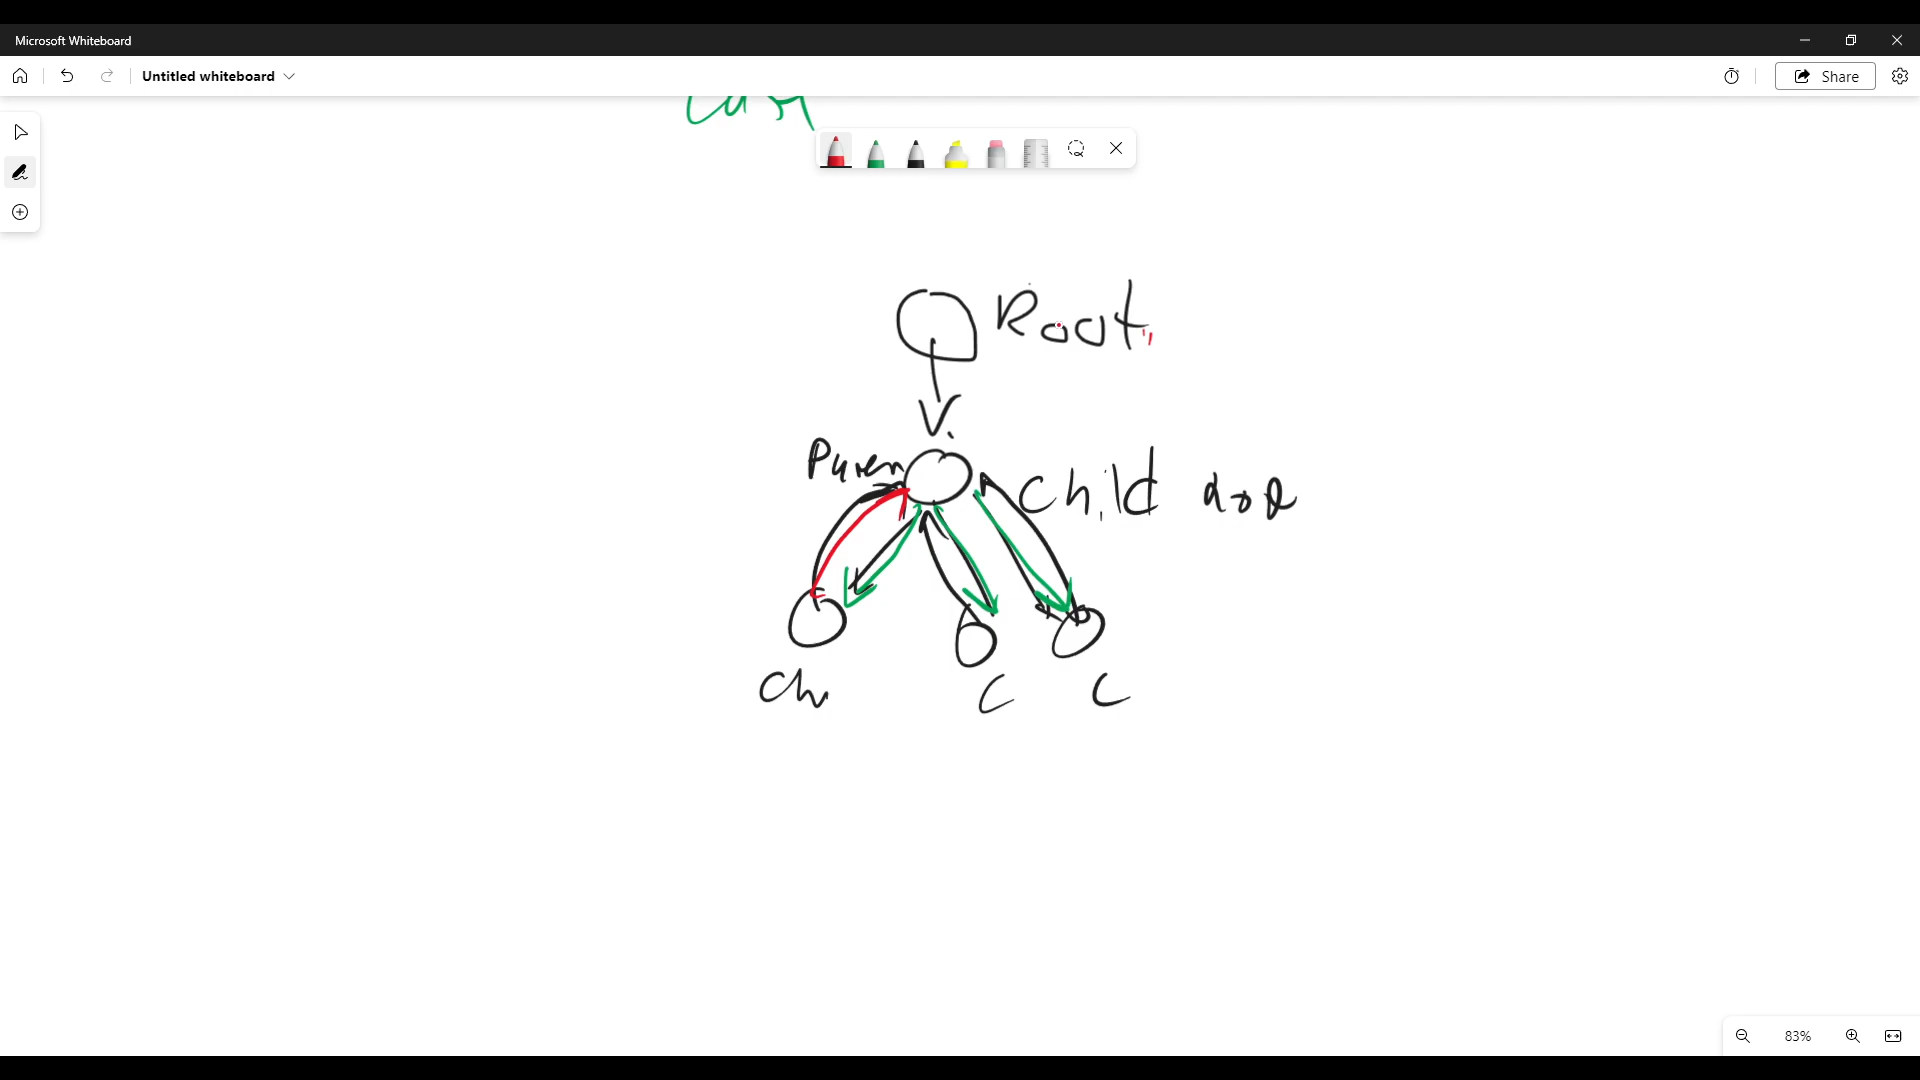 Microsoft Whiteboard
Untitled whiteboard
Share
Root
Paren
Child
Ch
C
C
83%